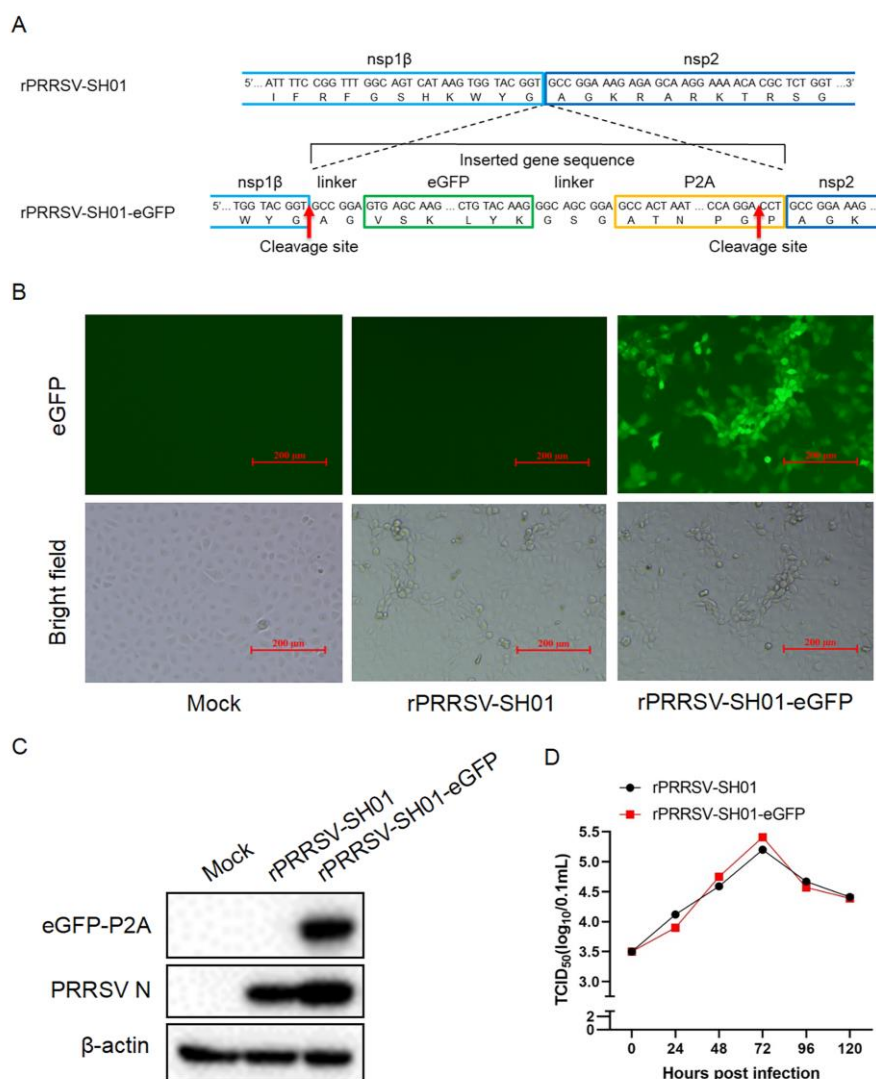 A
nsp1β nsp2
rPRRSV-SH01
5'... ATT TTC CGG TTT GGC AGT CAT AAG TGG TAC GGT GCC GGA AAG AGA GCA AGG AAA ACA CGC TCT GGT ...3'
I F R F G S H K W Y G A G K R A R K T R S G
Inserted gene sequence
nsp1β linker eGFP linker P2A nsp2
rPRRSV-SH01-eGFP
5'... TGG TAC GGT GCC GGA GTG AGC AAG ... CTG TAC AAG GGC AGC GGA GCC ACT AAT ... CCA GGA CCT GCC GGA AAG ...
W Y G A G V S K L Y K G S G A T N P G P A G K
Cleavage site Cleavage site
B
eGFP
200 μm 200 μm 200 μm
Bright field
200 μm 200 μm 200 μm
Mock rPRRSV-SH01 rPRRSV-SH01-eGFP
C
Mock rPRRSV-SH01 rPRRSV-SH01-eGFP
eGFP-P2A
PRRSV N
β-actin
D
rPRRSV-SH01
rPRRSV-SH01-eGFP
TCID50(log10/0.1mL)
5.5
5.0
4.5
4.0
3.5
3.0
2
0
0 24 48 72 96 120
Hours post infection